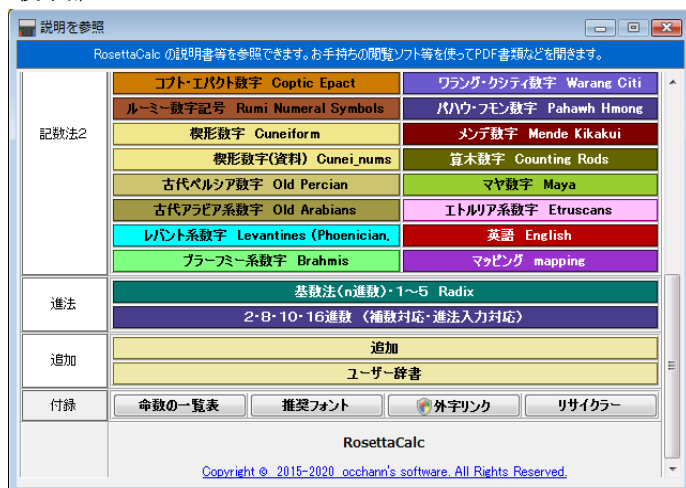 説明を参照
RosettaCalc の説明書等を参照できます。お手持ちの閲覧ソフト等を使ってPDF書類などを開きます。
コプト・エパクト数字 Coptic Epact
ワラング・クシティ数字 Warang Citi
ルーミー数字記号 Rumi Numeral Symbols
パハウ・フモン数字 Pahawh Hmong
記数法2
楔形数字 Cuneiform
メンデ数字 Mende Kikakui
楔形数字(資料) Cunei_nums
算木数字 Counting Rods
古代ペルシア数字 Old Percian
マヤ数字 Maya
古代アラビア系数字 Old Arabians
エトルリア系数字 Etruscans
レバント系数字 Levantines (Phoenician,
英語 English
ブラーフミー系数字 Brahmis
マッピング mapping
進法
基数法(n進数)・1～5 Radix
2・8・10・16進数 (補数対応・進法入力対応)
追加
追加
ユーザー辞書
付録
命数の一覧表
推奨フォント
外字リンク
リサイクラー
RosettaCalc
Copyright © 2015-2020 occhann's software. All Rights Reserved.